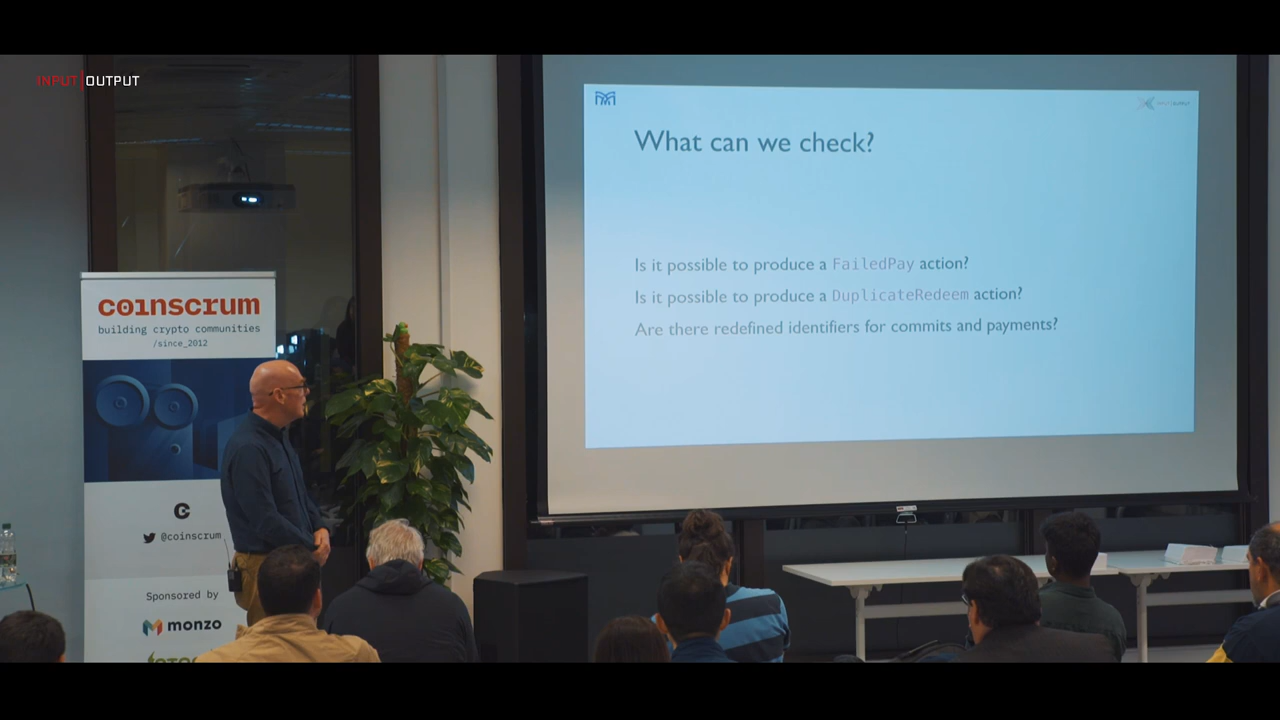 INPUT|OUTPUT
What can we check?
Is it possible to produce a FailedPay action?
Is it possible to produce a DuplicateRedeem action?
Are there redefined identifiers for commits and payments?
coinscrum
building crypto communities
/since_2012
@coinscrum
Sponsored by
monzo